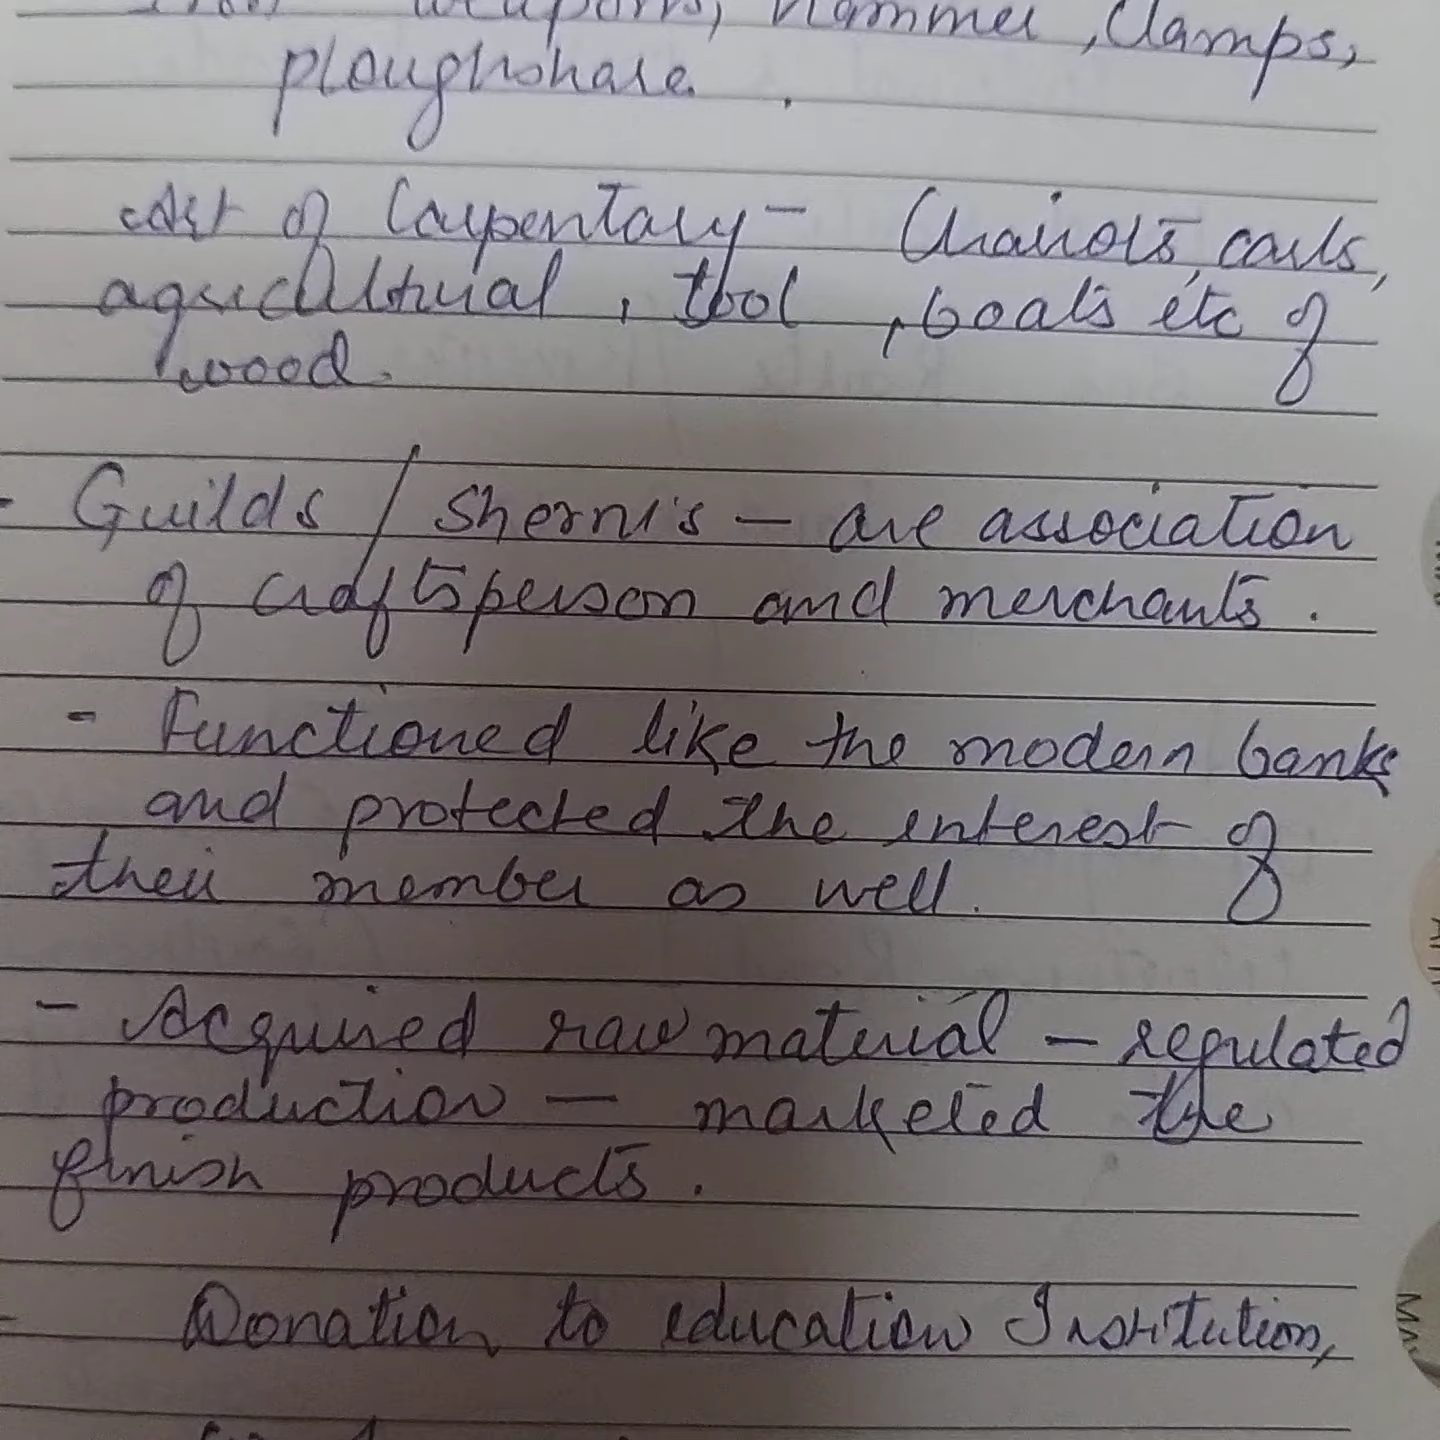 weapons, Hammer, Clamps,
ploughshare.
Art of Carpentary - Chariots, carts,
agricultural, tool, boats etc of
wood.
- Guilds / Sherni's - are association
of craftsperson and merchants.
- Functioned like the modern banks
and protected the interest of
their member as well.
- Acquired raw material - regulated
production - marketed the
finish products.
- Donation to education Institution,